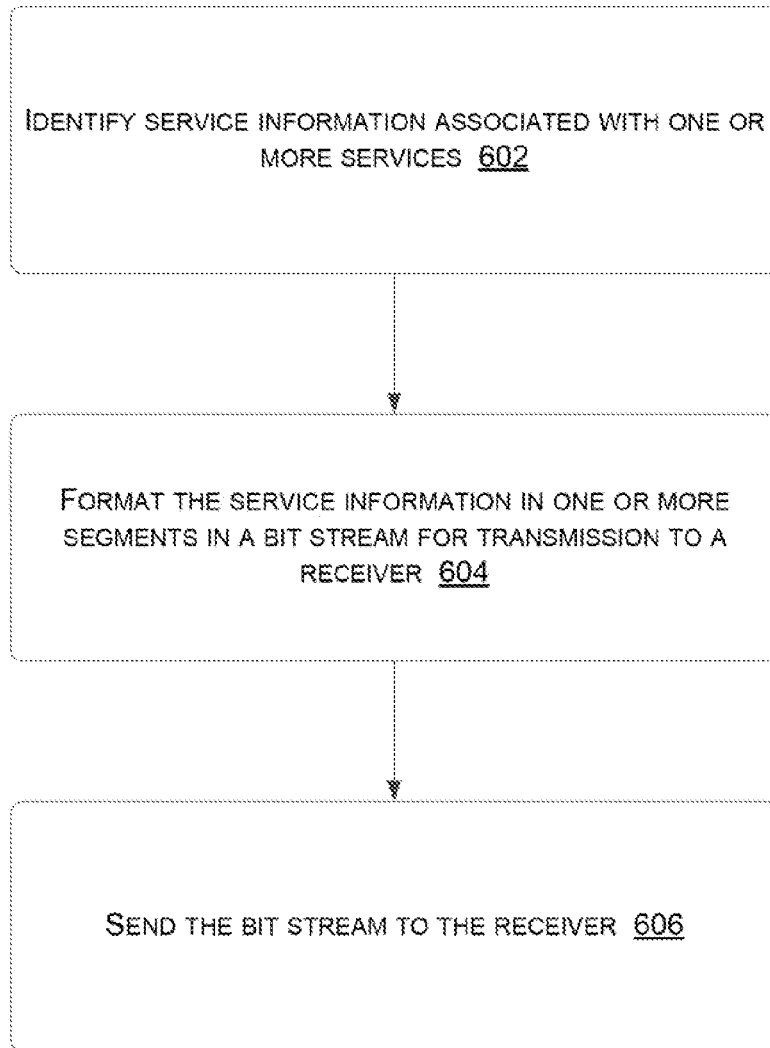 IDENTIFY SERVICE INFORMATION ASSOCIATED WITH ONE OR
MORE SERVICES 602
FORMAT THE SERVICE INFORMATION IN ONE OR MORE
SEGMENTS IN A BIT STREAM FOR TRANSMISSION TO A
RECEIVER 604
SEND THE BIT STREAM TO THE RECEIVER 606